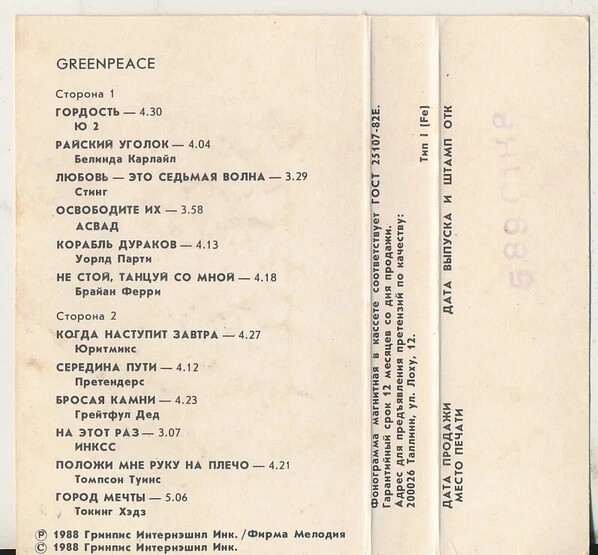 GREENPEACE
Сторона 1
ГОРДОСТЬ — 4.30
Ю 2
РАЙСКИЙ УГОЛОК — 4.04
Белинда Карлайл
ЛЮБОВЬ — ЭТО СЕДЬМАЯ ВОЛНА — 3.29
Стинг
ОСВОБОДИТЕ ИХ — 3.58
АСВАД
КОРАБЛЬ ДУРАКОВ — 4.13
Уорлд Парти
НЕ СТОЙ, ТАНЦУЙ СО МНОЙ — 4.18
Брайан Ферри
Сторона 2
КОГДА НАСТУПИТ ЗАВТРА — 4.27
Юритмикс
СЕРЕДИНА ПУТИ — 4.12
Претендерс
БРОСАЯ КАМНИ — 4.23
Грейтфул Дед
НА ЭТОТ РАЗ — 3.07
ИНКСС
ПОЛОЖИ МНЕ РУКУ НА ПЛЕЧО — 4.21
Томпсон Туинс
ГОРОД МЕЧТЫ — 5.06
Токинг Хэдз
Ⓟ 1988 Гринпис Интернэшнл Инк. /Фирма Мелодия
© 1988 Гринпис Интернэшнл Инк.
Фонограмма магнитная в кассете соответствует ГОСТ 25107-82Е.
Гарантийный срок 12 месяцев со дня продажи.
Адрес для предъявления претензий по качеству:
200026 Таллинн, ул. Лоху, 12.
Тип I (Fe)
ДАТА ПРОДАЖИ
ДАТА ВЫПУСКА И ШТАМП ОТК
МЕСТО ПЕЧАТИ